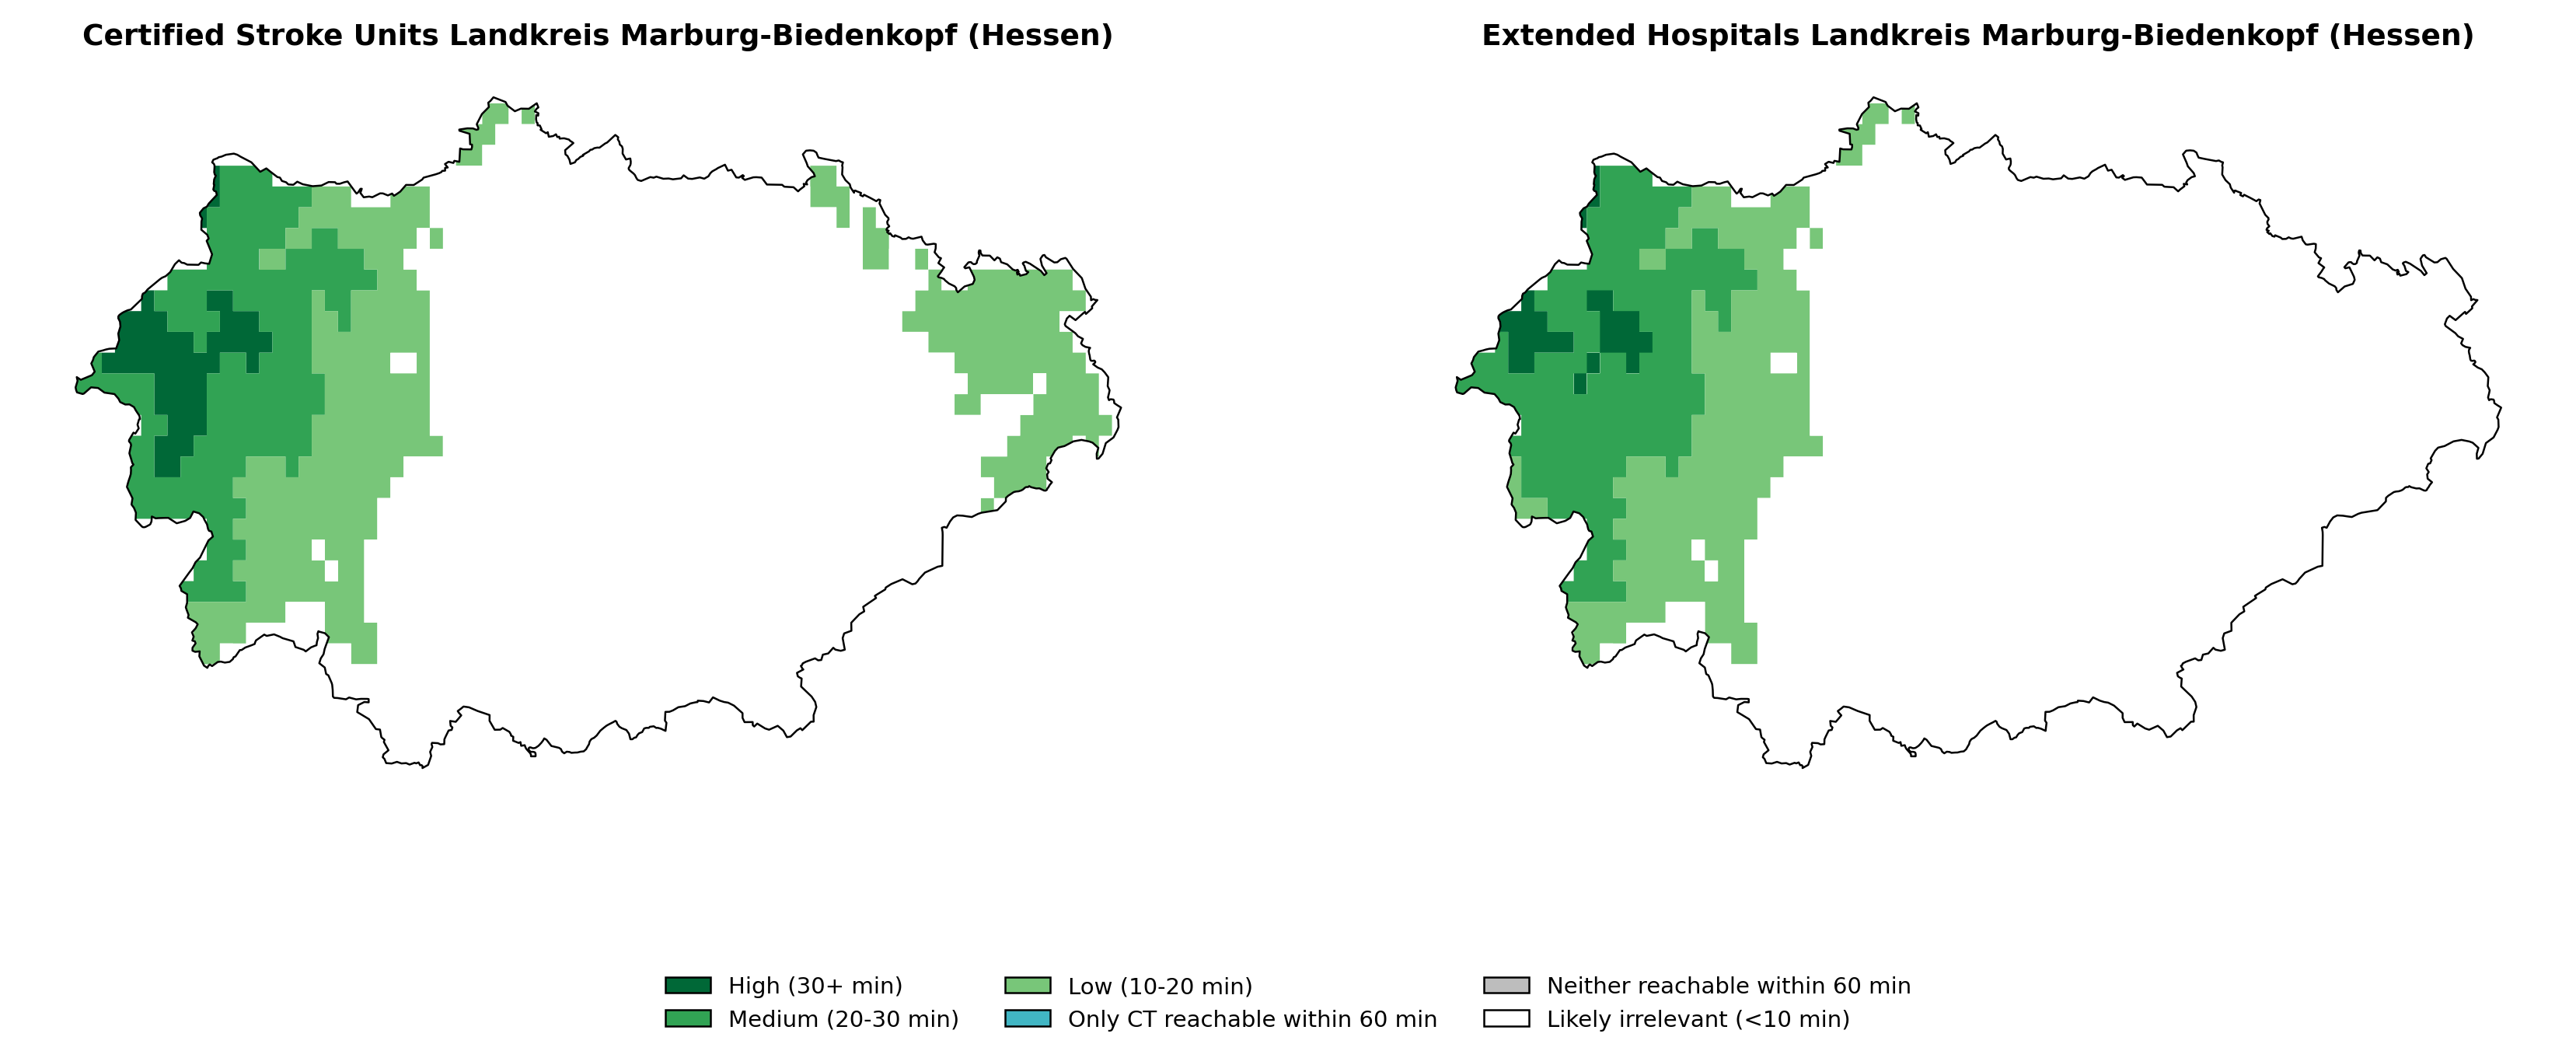 Certified Stroke Units Landkreis Marburg-Biedenkopf (Hessen)
Extended Hospitals Landkreis Marburg-Biedenkopf (Hessen)
High (30+ min)
Medium (20-30 min)
Low (10-20 min)
Only CT reachable within 60 min
Neither reachable within 60 min
Likely irrelevant (<10 min)